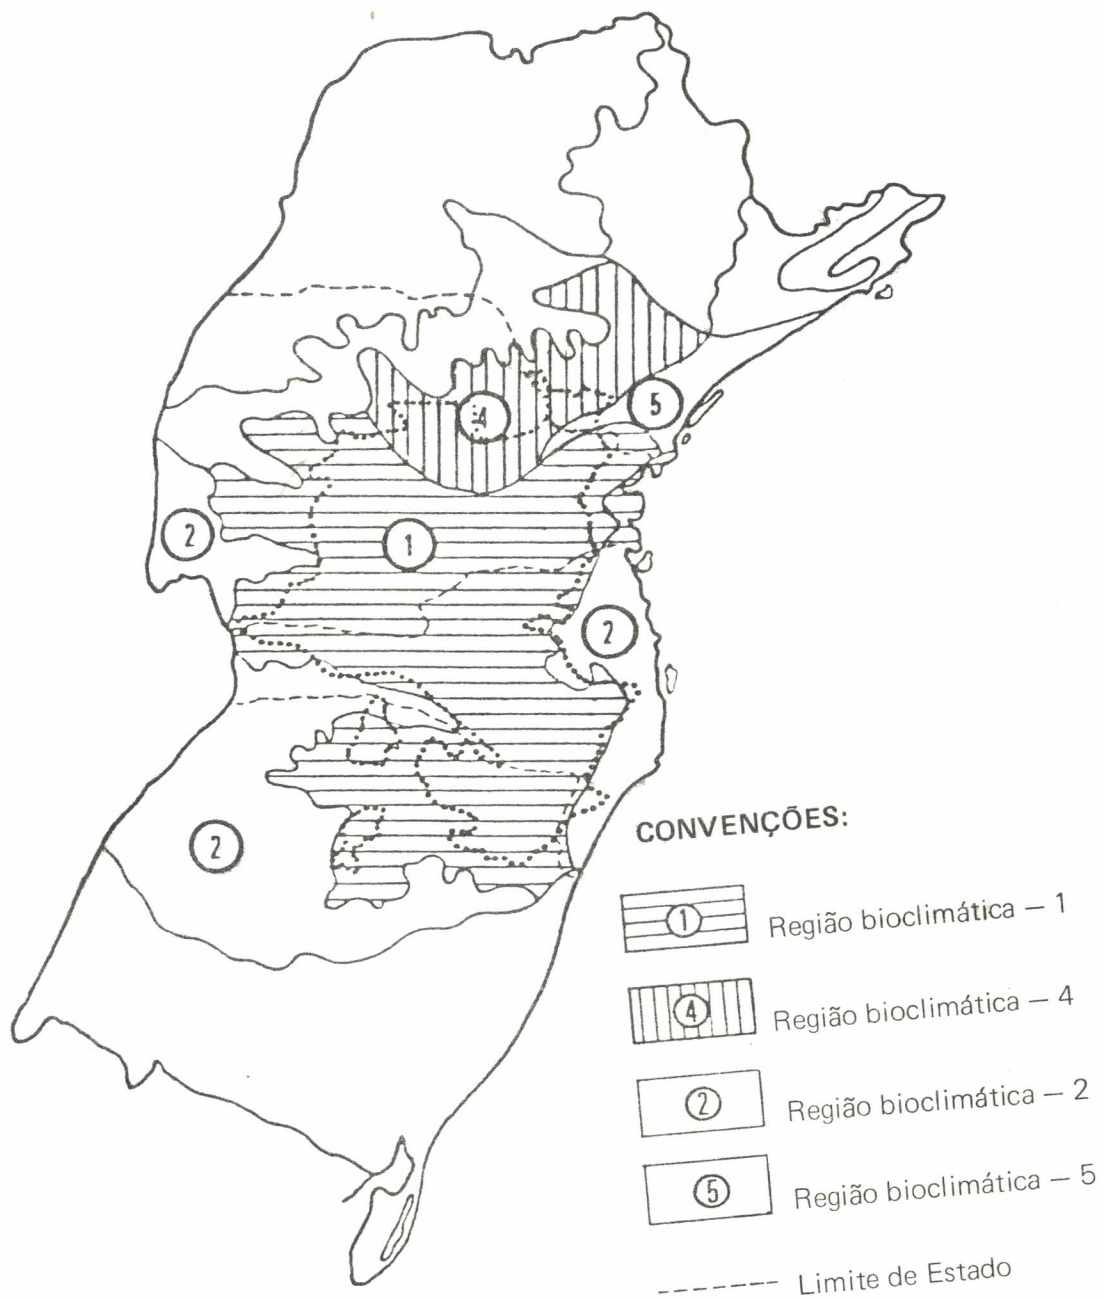 4
5
2
1
2
2
CONVENÇÕES:
1 Região bioclimática – 1
4 Região bioclimática – 4
2 Região bioclimática – 2
5 Região bioclimática – 5
Limite de Estado